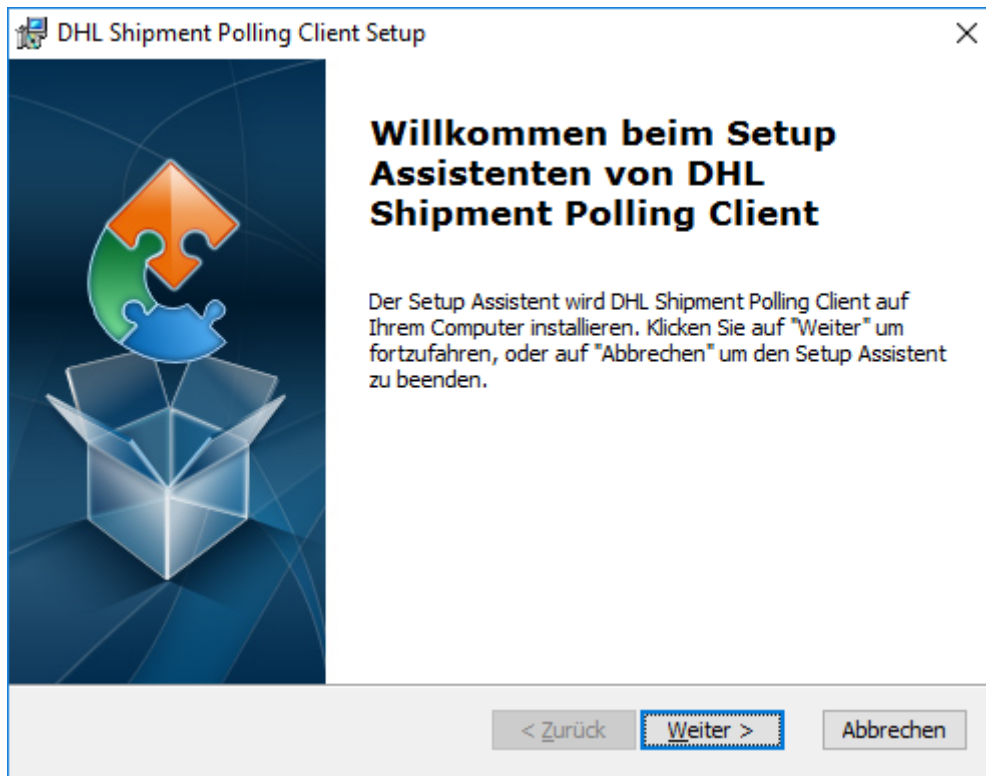 DHL Shipment Polling Client Setup
Willkommen beim Setup
Assistenten von DHL
Shipment Polling Client
Der Setup Assistent wird DHL Shipment Polling Client auf
Ihrem Computer installieren. Klicken Sie auf "Weiter" um
fortzufahren, oder auf "Abbrechen" um den Setup Assistent
zu beenden.
< Zurück
Weiter >
Abbrechen